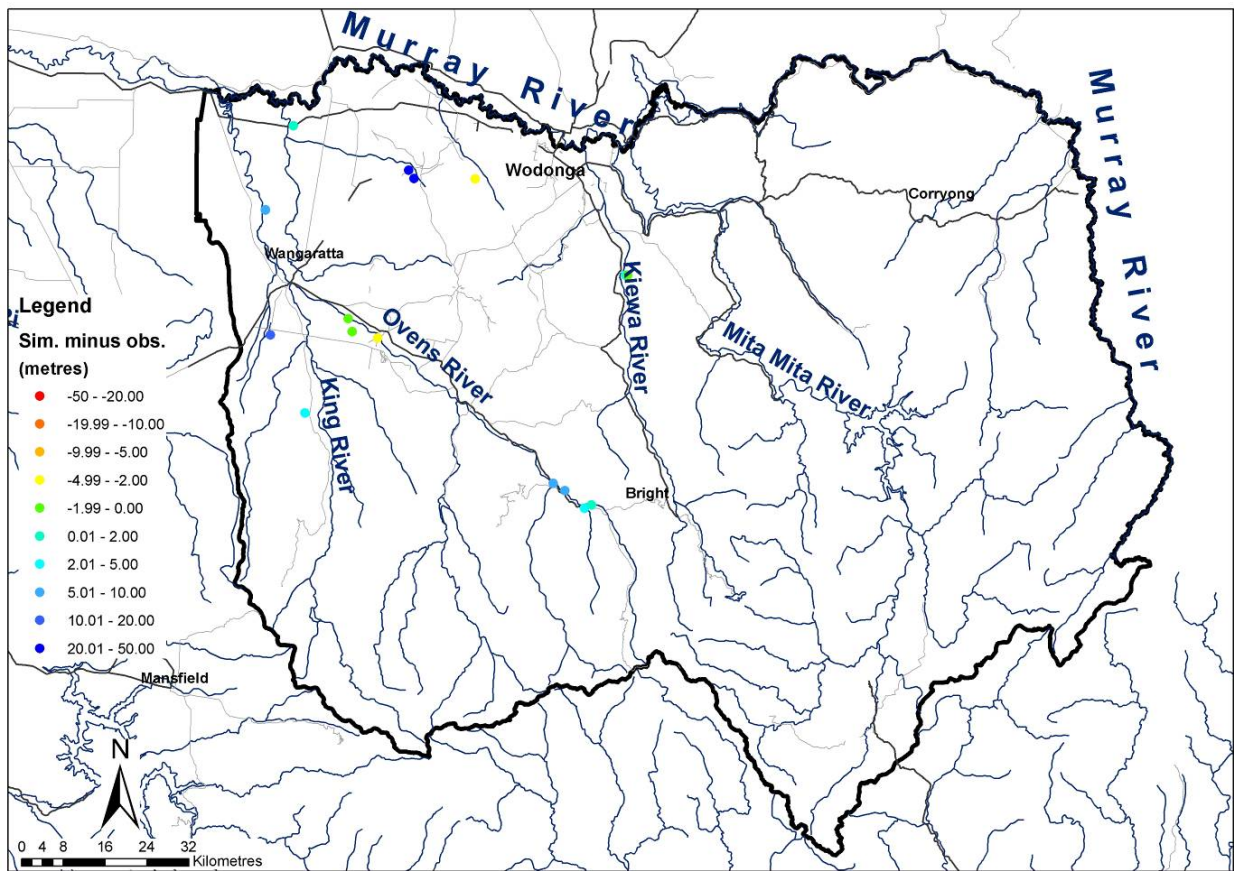 Murray River
Murray River
Wodonga
Corryong
Wangaratta
Kiewa River
Ovens River
Mita Mita River
King River
Bright
Mansfield
Legend
Sim. minus obs.
(metres)
-50 - -20.00
-19.99 - -10.00
-9.99 - -5.00
-4.99 - -2.00
-1.99 - 0.00
0.01 - 2.00
2.01 - 5.00
5.01 - 10.00
10.01 - 20.00
20.01 - 50.00
N
0 4 8 16 24 32
Kilometres